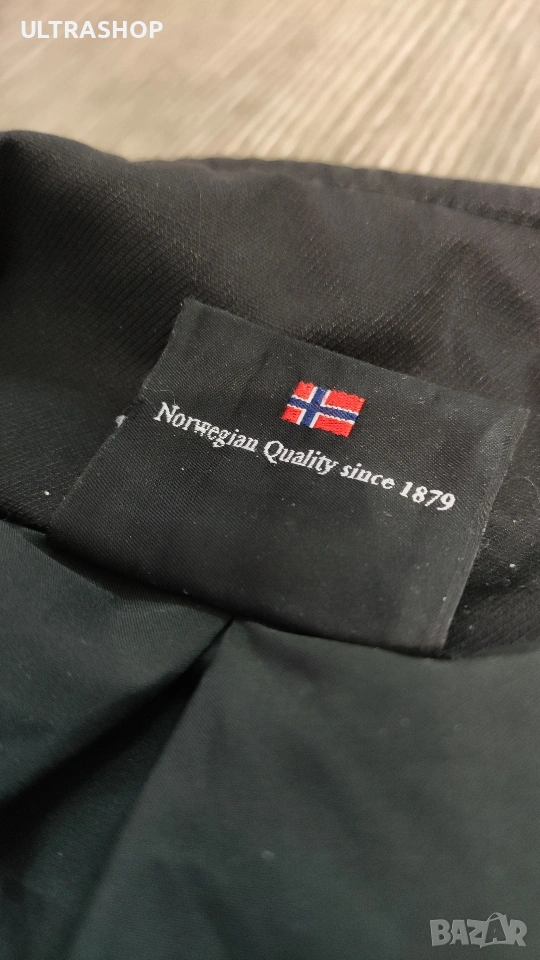 ULTRASHOP
Norwegian Quality since 1879
BAZAR